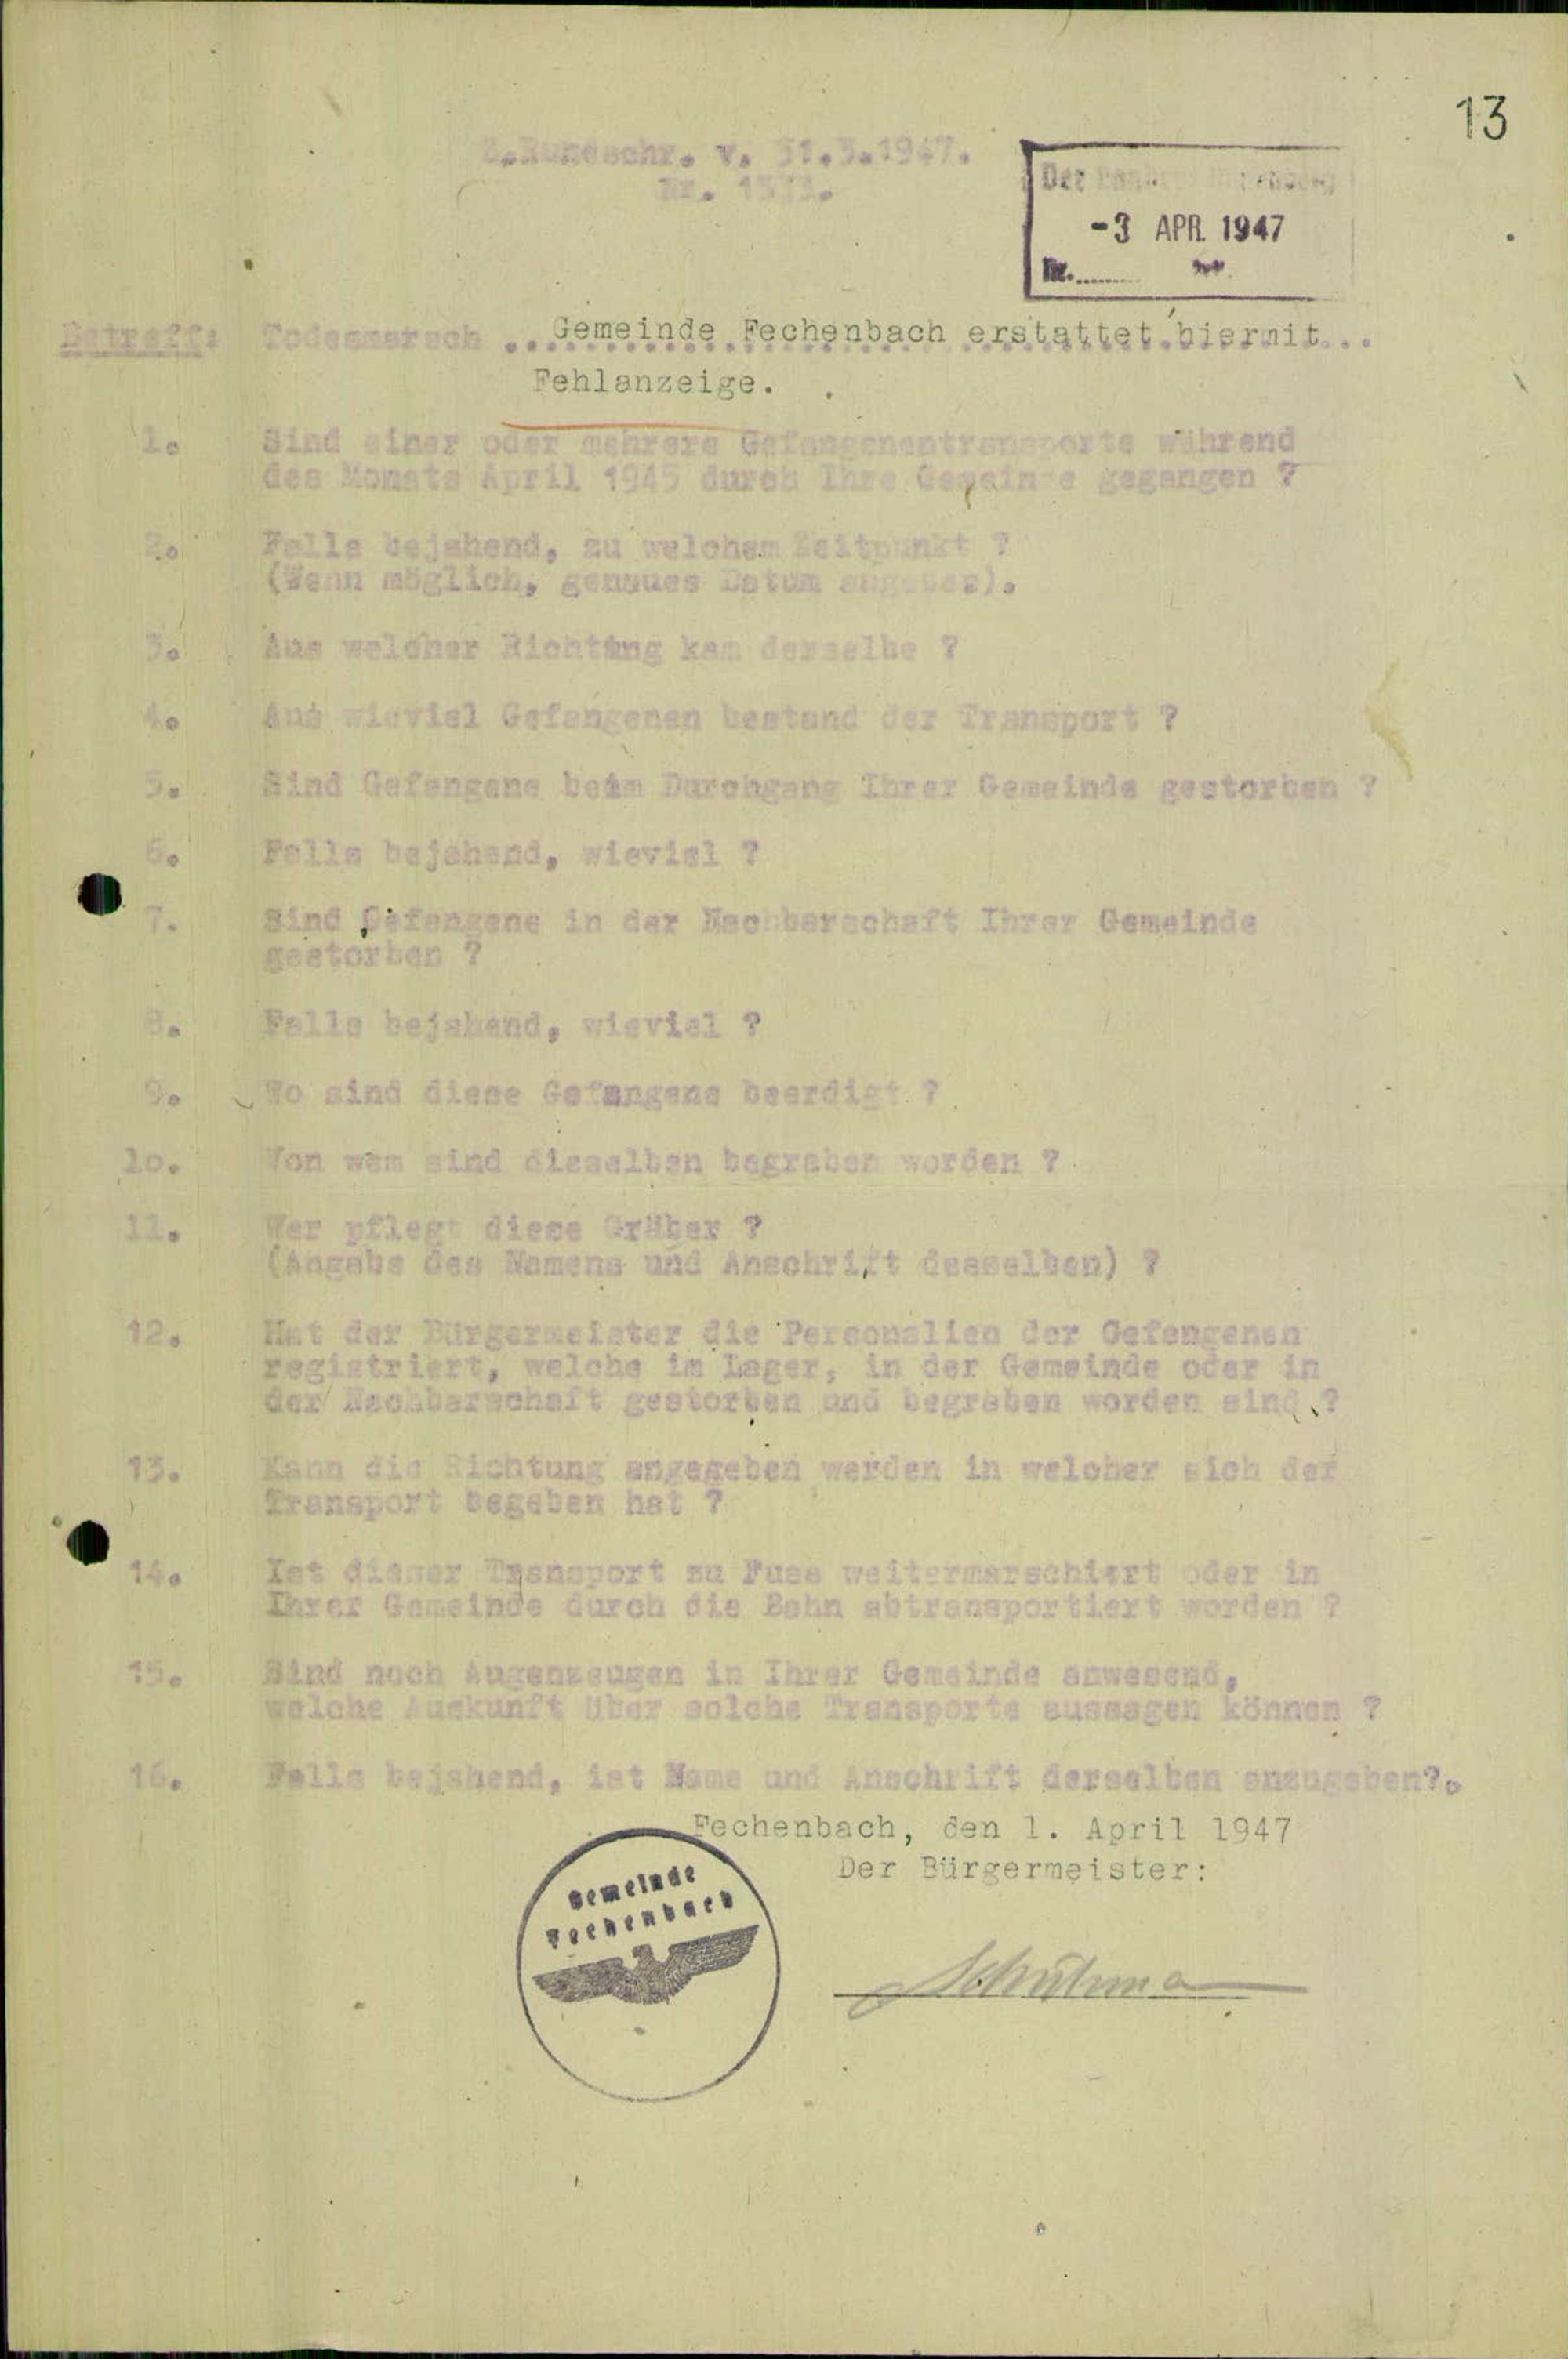 13
Rundschr. v. 31.3.1947.
Nr.
Der
-3 APR. 1947
Nr. ........
Betreff: Todesmarsch ... Gemeinde Fechenbach erstattet hiermit ...
Fehlanzeige.
1. Sind einer oder mehrere Gefangenentransporte während
des Monats April 1945 durch Ihre Gemeinde gegangen ?
2. Falls bejahend, zu welchem Zeitpunkt ?
(Wenn möglich, genaues Datum angeben).
3. Aus welcher Richtung kam derselbe ?
4. Aus wieviel Gefangenen bestand der Transport ?
5. Sind Gefangene beim Durchgang Ihrer Gemeinde gestorben ?
6. Falls bejahend, wieviel ?
7. Sind Gefangene in der Nachbarschaft Ihrer Gemeinde
gestorben ?
8. Falls bejahend, wieviel ?
9. Wo sind diese Gefangene beerdigt ?
10. Von wem sind dieselben begraben worden ?
11. Wer pflegt diese Gräber ?
(Angabe des Namens und Anschrift desselben) ?
12. Hat der Bürgermeister die Personalien der Gefangenen
registriert, welche im Lager, in der Gemeinde oder in
der Nachbarschaft gestorben und begraben worden sind ?
13. Kann die Richtung angegeben werden in welcher sich der
Transport begeben hat ?
14. Ist dieser Transport zu Fuss weitermarschiert oder in
Ihrer Gemeinde durch die Bahn abtransportiert worden ?
15. Sind noch Augenzeugen in Ihrer Gemeinde anwesend,
welche Auskunft über solche Transporte aussagen können ?
16. Falls bejahend, ist Name und Anschrift derselben anzugeben?.
Fechenbach, den 1. April 1947
Der Bürgermeister:
Gemeinde
Fechenbach